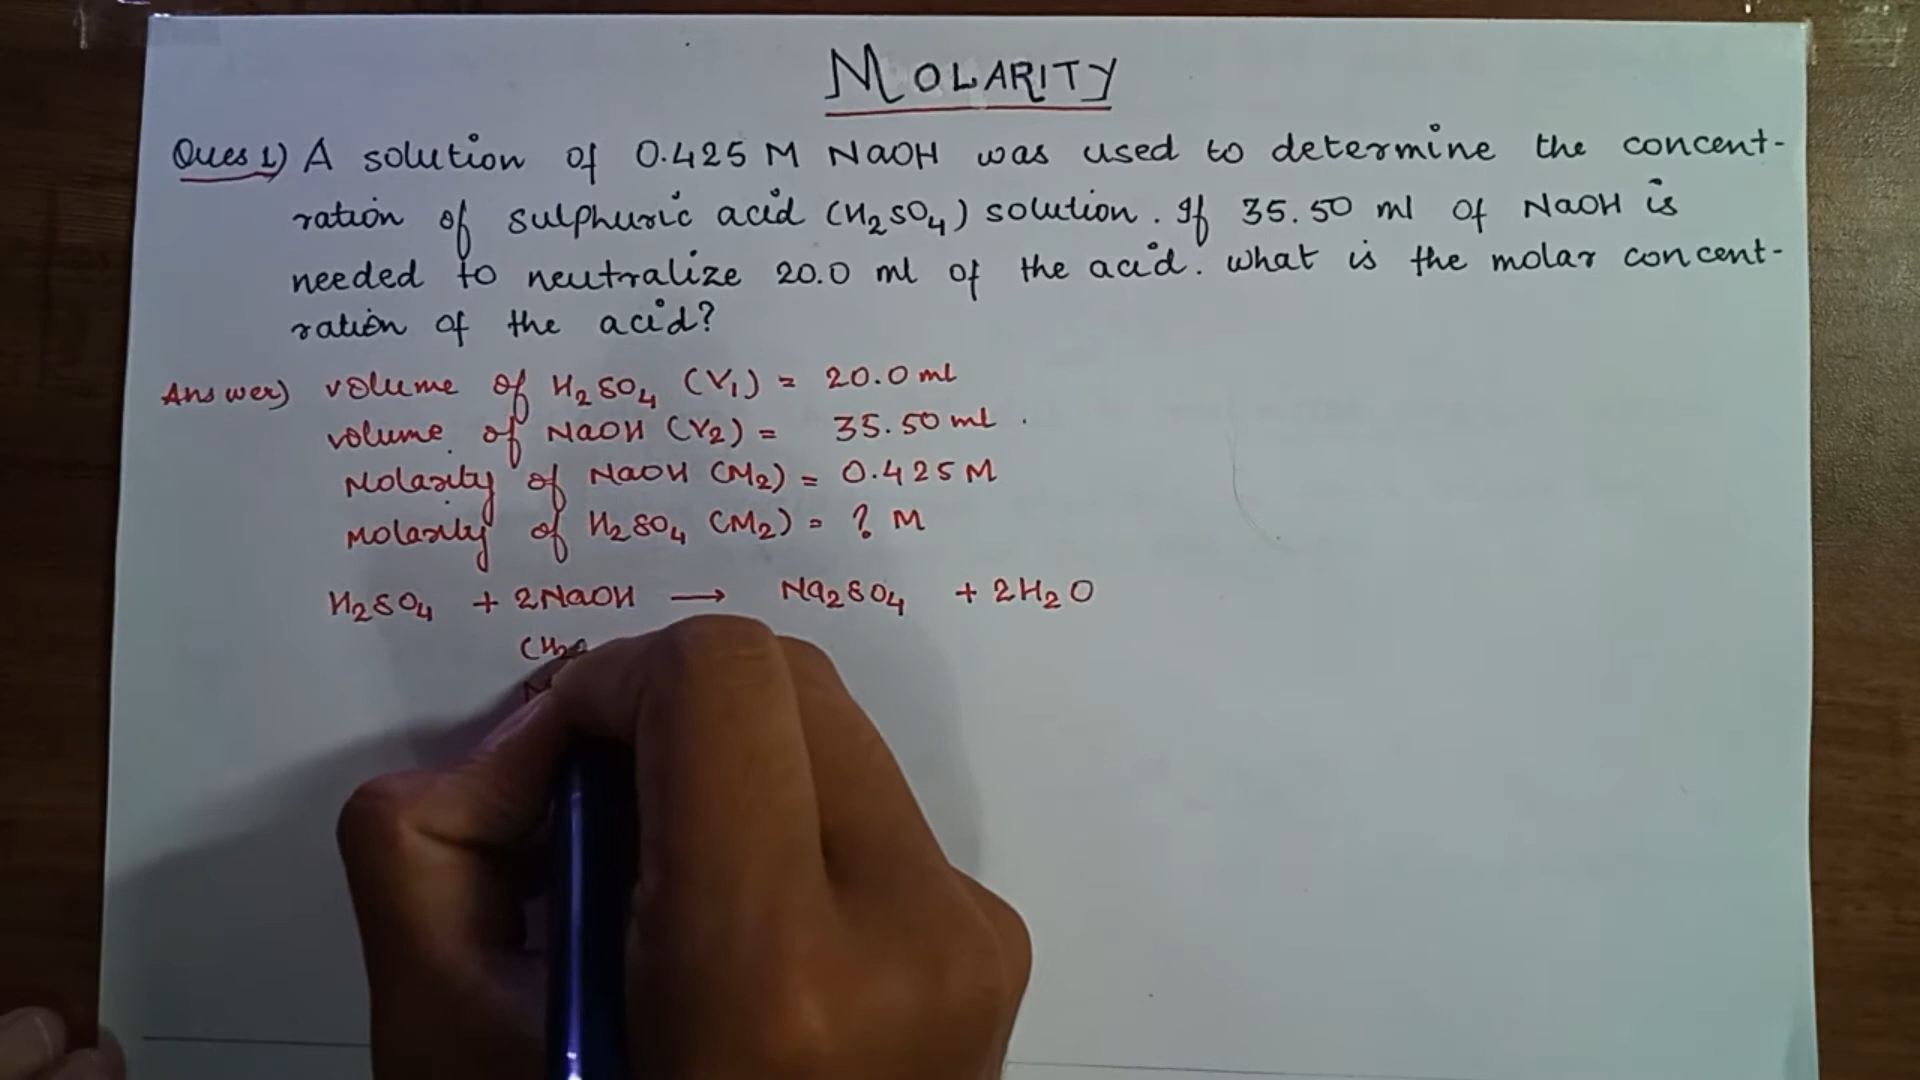 MOLARITY
Ques 1) A solution of 0.425 M NaOH was used to determine the concent-
ration of sulphuric acid (H₂SO₄) solution. If 35.50 ml of NaOH is
needed to neutralize 20.0 ml of the acid. What is the molar concent-
ration of the acid?
Answer) volume of H₂SO₄ (V₁) = 20.0 ml
volume of NaOH (V₂) = 35.50 ml.
Molarity of NaOH (M₂) = 0.425 M
Molarity of H₂SO₄ (M₂) = ? M
H₂SO₄ + 2NaOH → Na₂SO₄ + 2H₂O